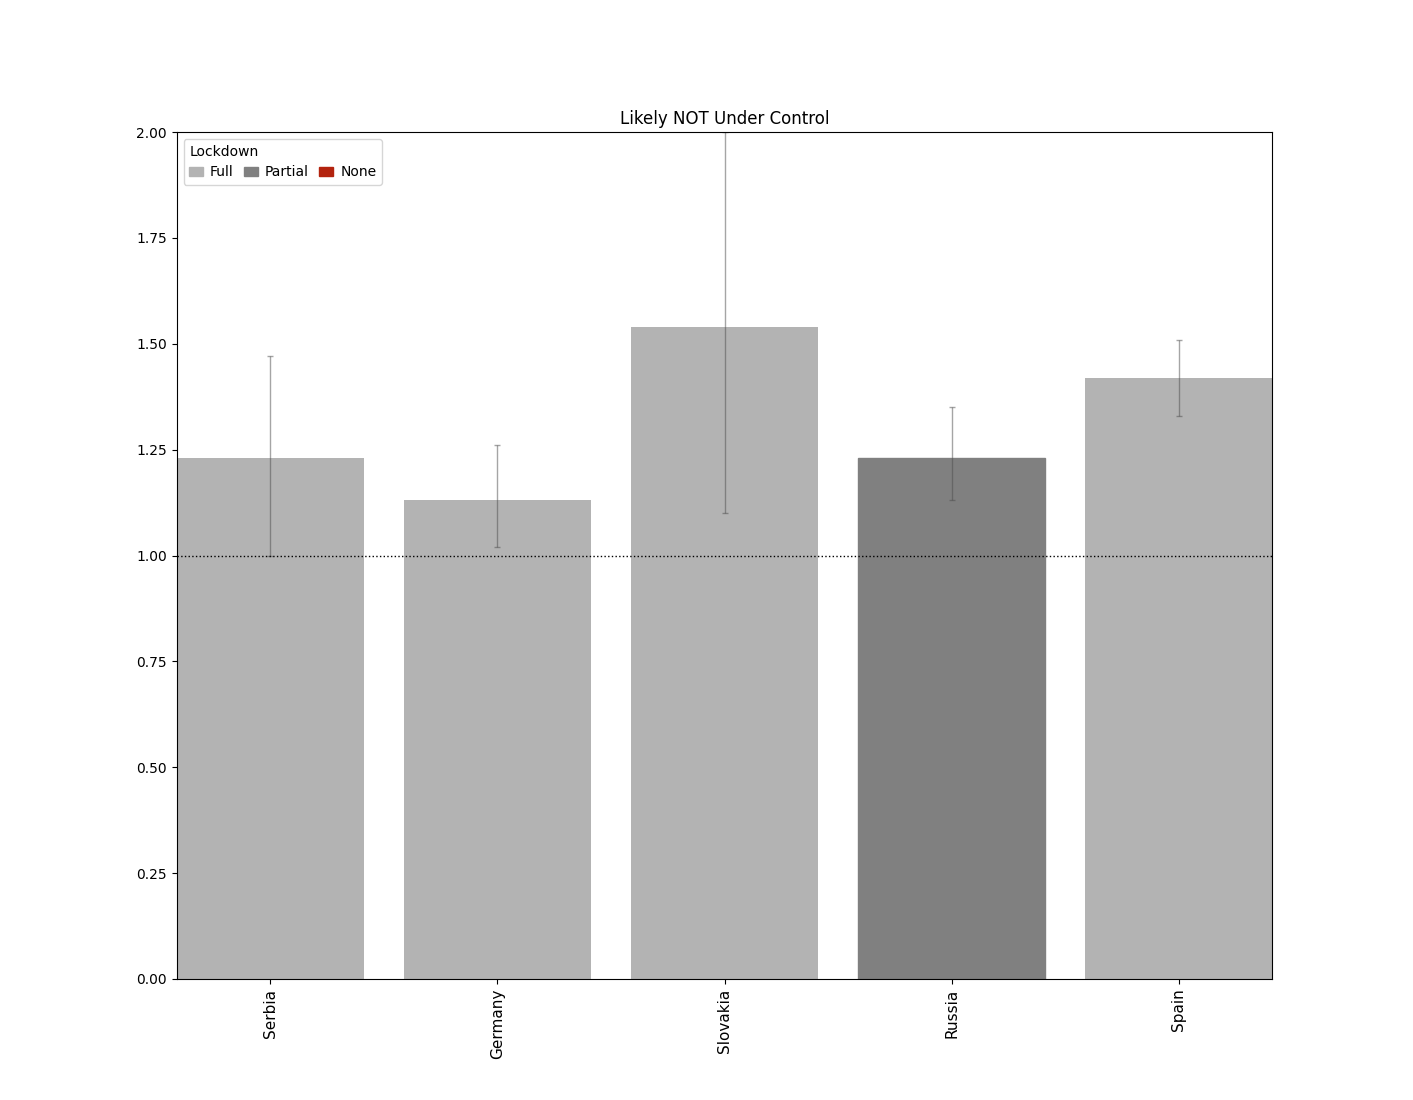 Likely NOT Under Control
Lockdown
Full Partial None
2.00
1.75
1.50
1.25
1.00
0.75
0.50
0.25
0.00
Serbia
Germany
Slovakia
Russia
Spain